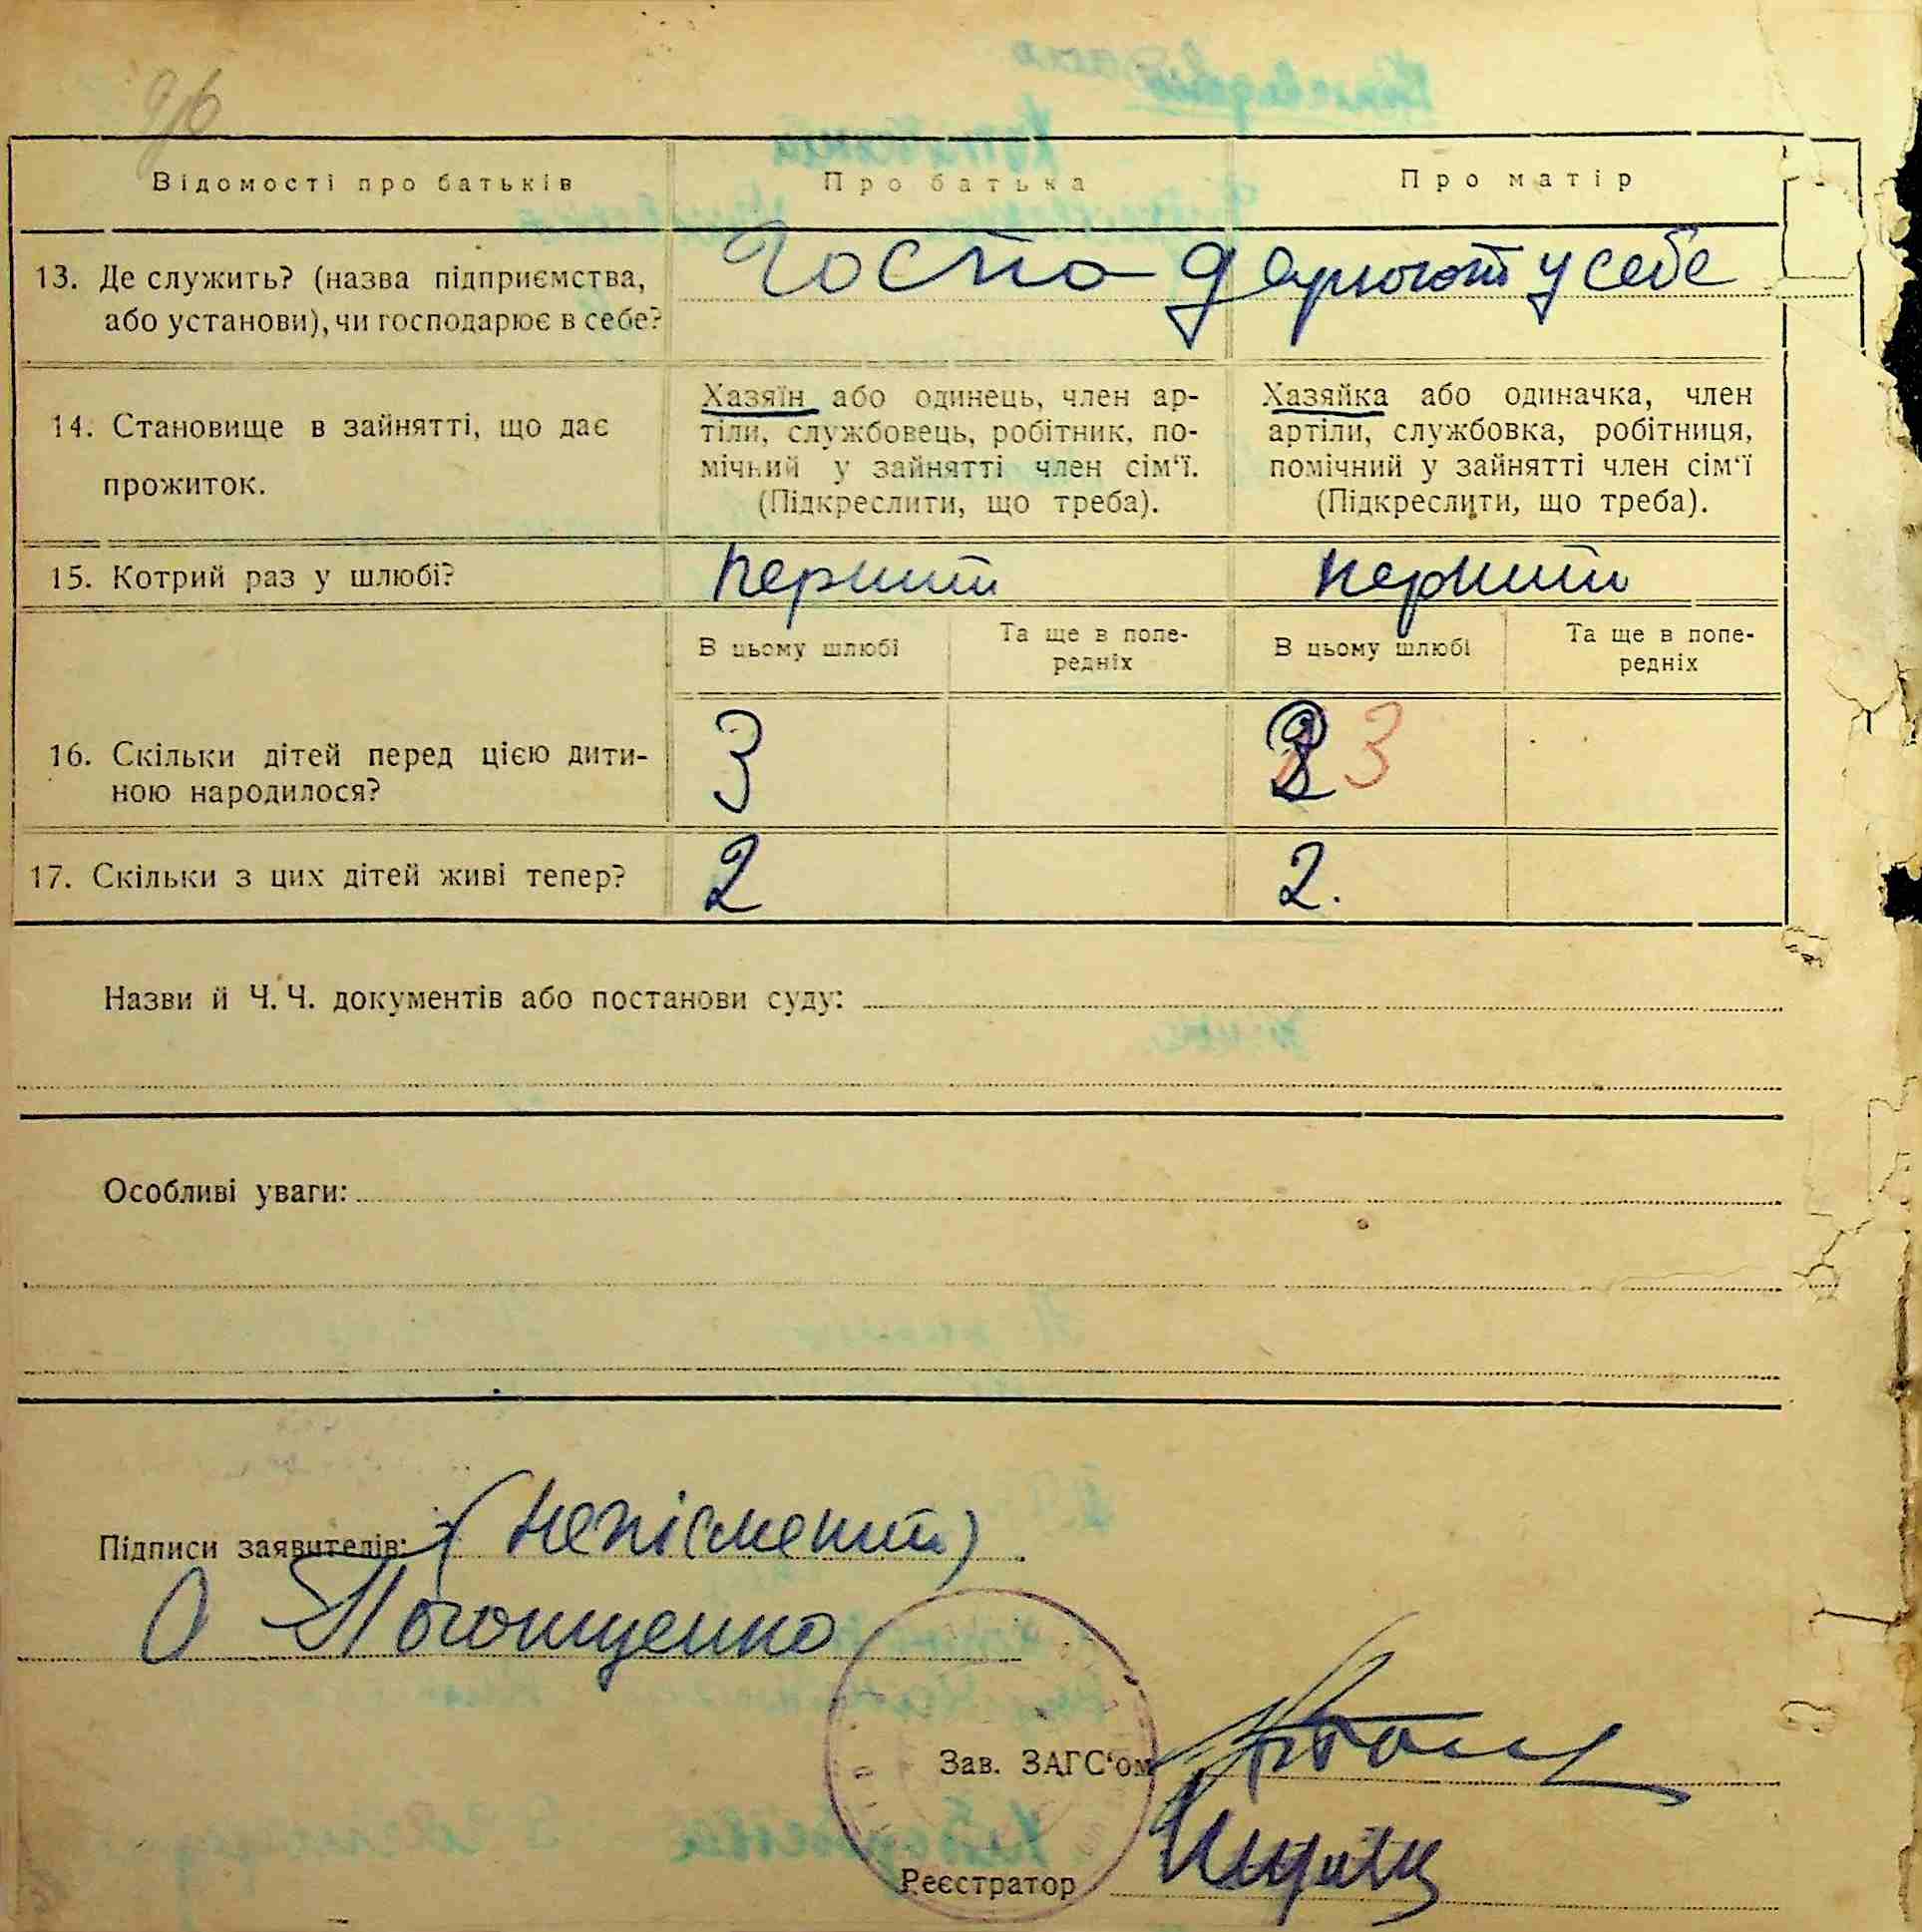 96
Відомості про батьків Про батька Про матір
13. Де служить? (назва підприємства, або установи), чи господарює в себе? Господарюють у себе
14. Становище в зайнятті, що дає прожиток.
Хазяїн або одинець, член ар-
тіли, службовець, робітник, по-
мічний у зайнятті член сім‘ї.
(Підкреслити, що треба).
Хазяйка або одиначка, член
артіли, службовка, робітниця,
помічний у зайнятті член сім‘ї
(Підкреслити, що треба).
15. Котрий раз у шлюбі? перший перший
В цьому шлюбі Та ще в попе-редніх В цьому шлюбі Та ще в попе-редніх
16. Скільки дітей перед цією дити-
ною народилося? 3 3
17. Скільки з цих дітей живі тепер? 2 2.
Назви й Ч. Ч. документів або постанови суду:
Особливі уваги:
Підписи заявителів: (непісмений)
О
Зав. ЗАГС‘ом
Реєстратор